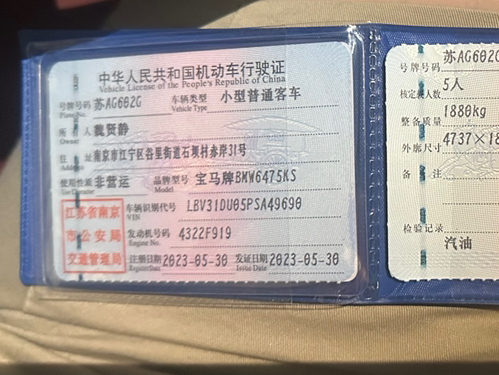 中华人民共和国机动车行驶证
Vehicle License of the People's Republic of China
号牌号码 苏AG602G 车辆类型 小型普通客车
Plate No. Vehicle Type
所有人 魏贤静
Owner
住址 南京市江宁区谷里街道石坝村赤岸31号
使用性质 非营运 品牌型号 宝马牌BMW6475KS
Use Character Model
江苏省南京
市公安局
交通管理局
车辆识别代号 LBV31DU05PSA49690
VIN
发动机号码 4322F919
Engine No.
注册日期 2023-05-30 发证日期 2023-05-30
Register Date Issue Date
苏AG602G
号牌号码
核定载人数 5人
整备质量 1880kg
外廓尺寸 4737×18
备注
检验记录
汽油